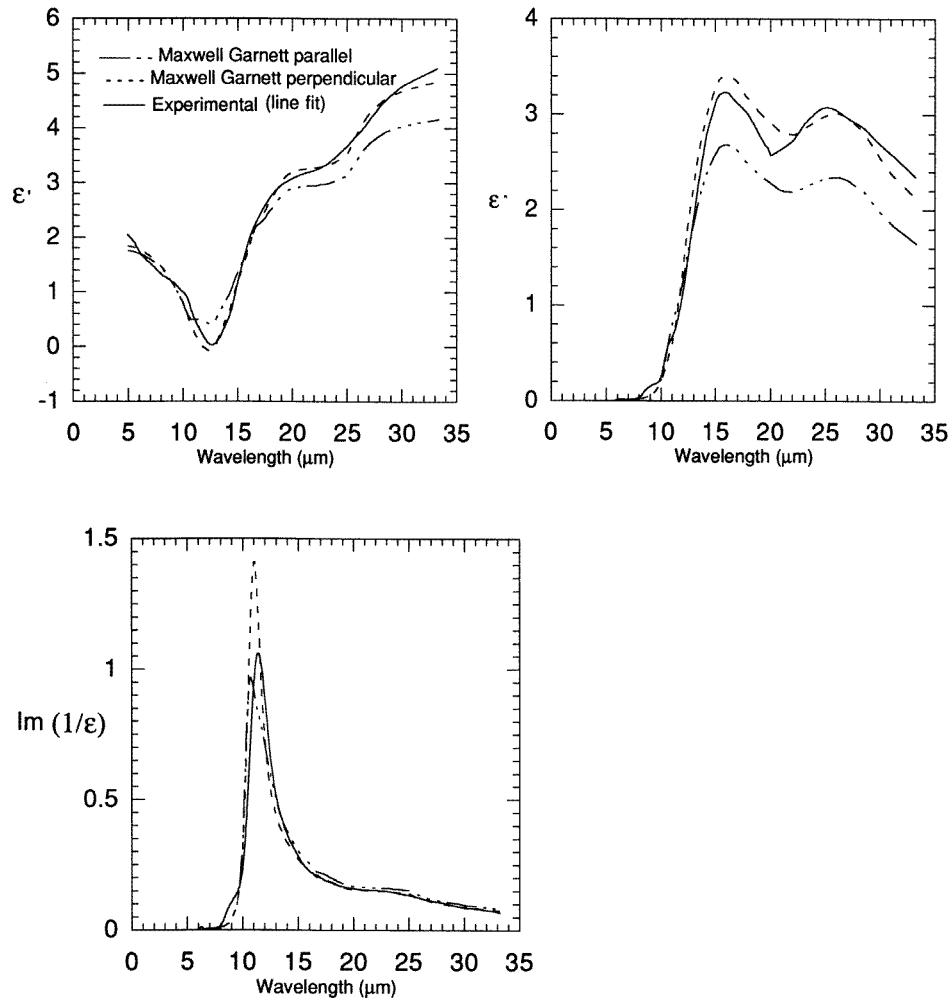 6
5
4
3
2
1
0
-1
Maxwell Garnett parallel
Maxwell Garnett perpendicular
Experimental (line fit)
ε'
0 5 10 15 20 25 30 35
Wavelength (µm)
4
3
2
1
0
ε"
0 5 10 15 20 25 30 35
Wavelength (µm)
1.5
1
0.5
0
Im (1/ε)
0 5 10 15 20 25 30 35
Wavelength (µm)